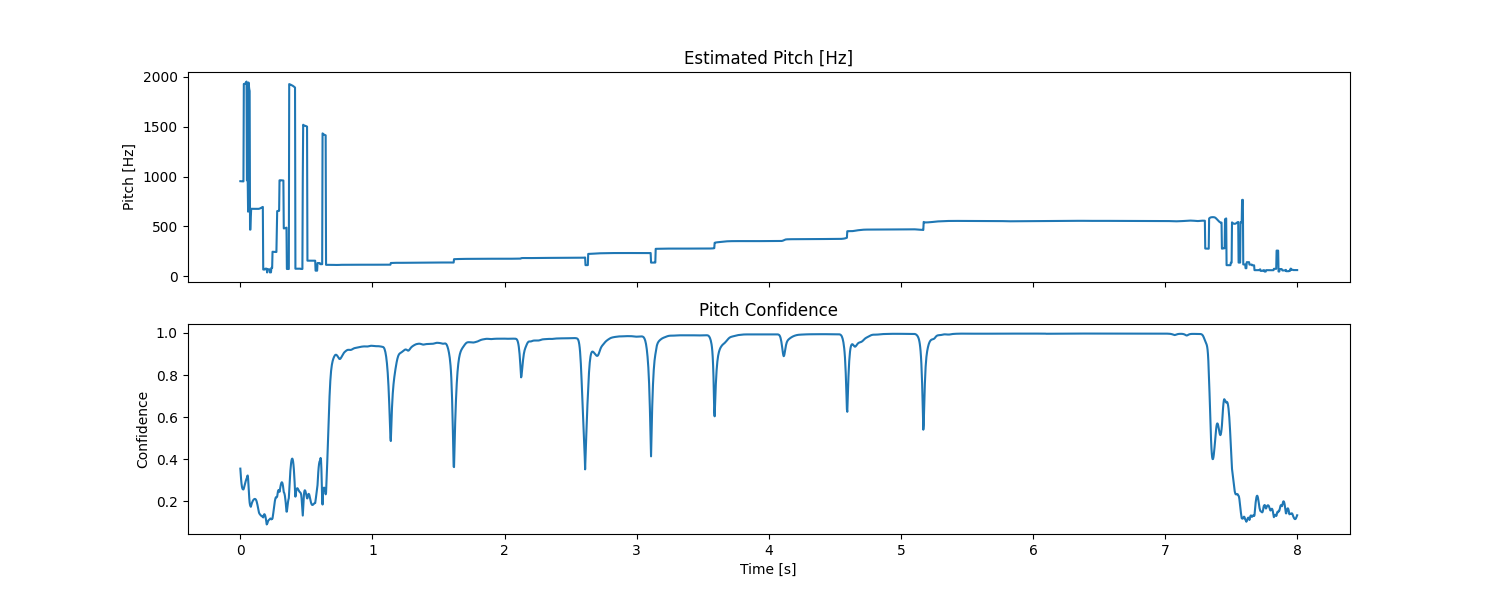 Estimated Pitch [Hz]
2000
1500
1000
500
0
Pitch [Hz]
Pitch Confidence
1.0
0.8
0.6
0.4
0.2
Confidence
0 1 2 3 4 5 6 7 8
Time [s]